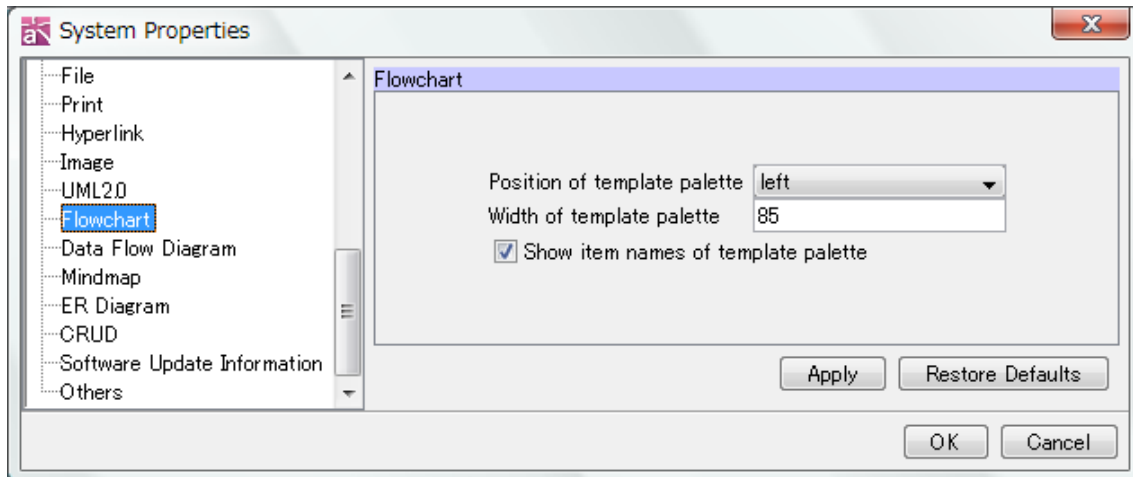 System Properties
File
Print
Hyperlink
Image
UML2.0
Flowchart
Data Flow Diagram
Mindmap
ER Diagram
CRUD
Software Update Information
Others
Flowchart
Position of template palette left
Width of template palette 85
Show item names of template palette
Apply Restore Defaults
OK Cancel